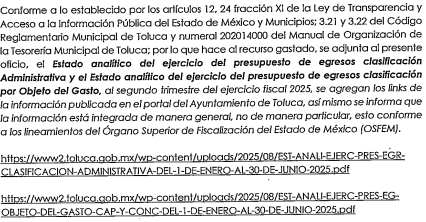 Conforme a lo establecido por los artículos 12, 24 fracción XI de la Ley de Transparencia y
Acceso a la Información Pública del Estado de México y Municipios; 3.21 y 3.22 del Código
Reglamentario Municipal de Toluca y numeral 202014000 del Manual de Organización de
la Tesorería Municipal de Toluca; por lo que hace al recurso gastado, se adjunta al presente
oficio, el Estado analítico del ejercicio del presupuesto de egresos clasificación
Administrativa y el Estado analítico del ejercicio del presupuesto de egresos clasificación
por Objeto del Gasto, al segundo trimestre del ejercicio fiscal 2025, se agregan los links de
la información publicada en el portal del Ayuntamiento de Toluca, así mismo se informa que
la información está integrada de manera general, no de manera particular, esto conforme
a los lineamientos del Órgano Superior de Fiscalización del Estado de México (OSFEM).
https://www2.toluca.gob.mx/wp-content/uploads/2025/08/EST-ANALI-EJERC-PRES-EGR-
CLASIFICACION-ADMINISTRATIVA-DEL-1-DE-ENERO-AL-30-DE-JUNIO-2025.pdf
https://www2.toluca.gob.mx/wp-content/uploads/2025/08/EST-ANALI-EJERC-PRES-EG-
OBJETO-DEL-GASTO-CAP-Y-CONC-DEL-1-DE-ENERO-AL-30-DE-JUNIO-2025.pdf